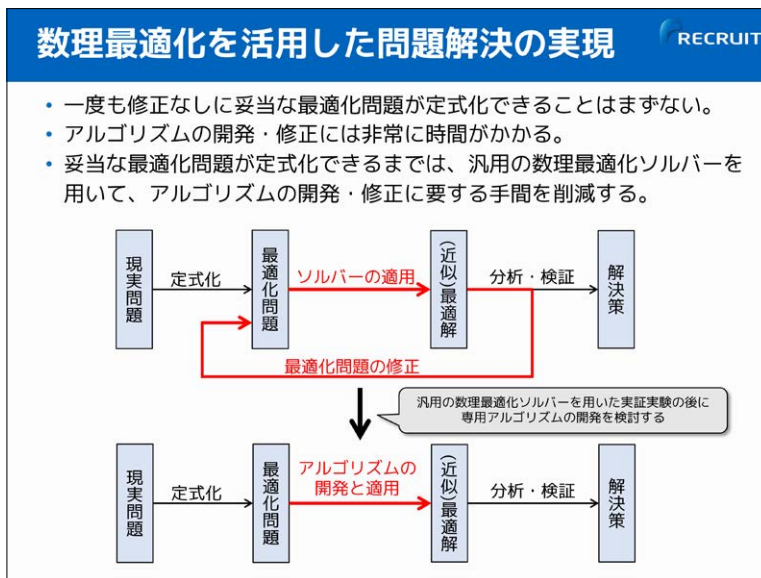 数理最適化を活用した問題解決の実現
RECRUIT
• 一度も修正なしに妥当な最適化問題が定式化できることはまずない。
• アルゴリズムの開発・修正には非常に時間がかかる。
• 妥当な最適化問題が定式化できるまでは、汎用の数理最適化ソルバーを
用いて、アルゴリズムの開発・修正に要する手間を削減する。
現実問題
定式化
最適化問題
ソルバーの適用
(近似)最適解
分析・検証
解決策
最適化問題の修正
汎用の数理最適化ソルバーを用いた実証実験の後に
専用アルゴリズムの開発を検討する
現実問題
定式化
最適化問題
アルゴリズムの
開発と適用
(近似)最適解
分析・検証
解決策